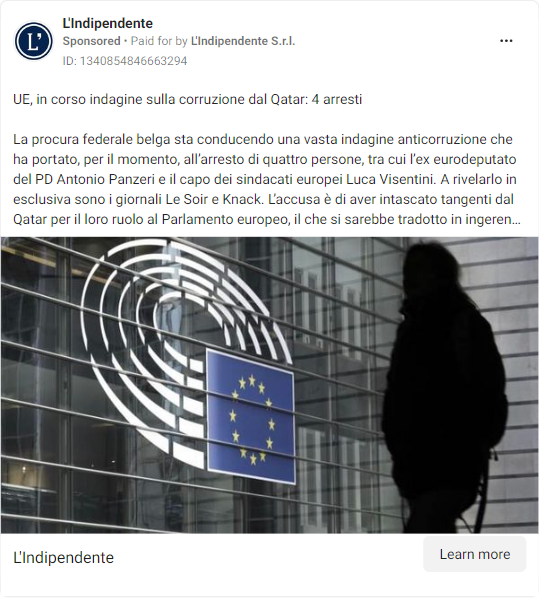 L'Indipendente
Sponsored • Paid for by L'Indipendente S.r.l.
ID: 1340854846663294
UE, in corso indagine sulla corruzione dal Qatar: 4 arresti
La procura federale belga sta conducendo una vasta indagine anticorruzione che
ha portato, per il momento, all’arresto di quattro persone, tra cui l’ex eurodeputato
del PD Antonio Panzeri e il capo dei sindacati europei Luca Visentini. A rivelarlo in
esclusiva sono i giornali Le Soir e Knack. L’accusa è di aver intascato tangenti dal
Qatar per il loro ruolo al Parlamento europeo, il che si sarebbe tradotto in ingeren...
L'Indipendente
Learn more